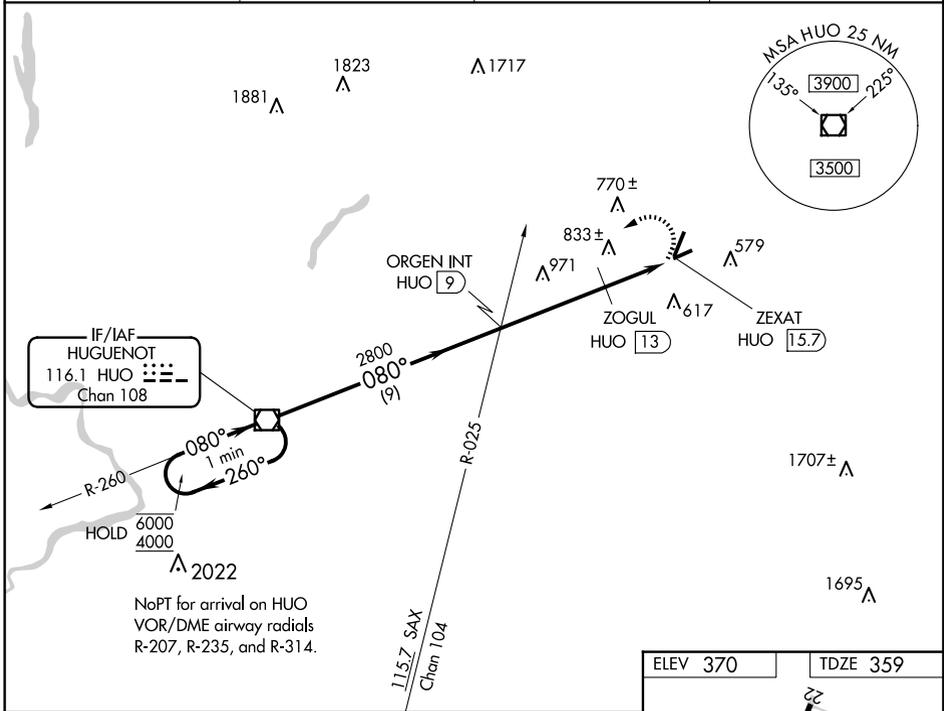 MSA HUO 25 NM
135°
3900
225°
3500
1823
1717
1881
770±
833±
579
971
ORGEN INT
HUO 9
617
ZOGUL
HUO 13
ZEXAT
HUO 15.7
IF/IAF
HUGUENOT
116.1 HUO
Chan 108
2800
080°
(9)
080°
1 min
260°
R-260
R-025
HOLD
6000
4000
2022
1707±
1695
NoPT for arrival on HUO
VOR/DME airway radials
R-207, R-235, and R-314.
115.7 SAX
Chan 104
ELEV 370
TDZE 359
22